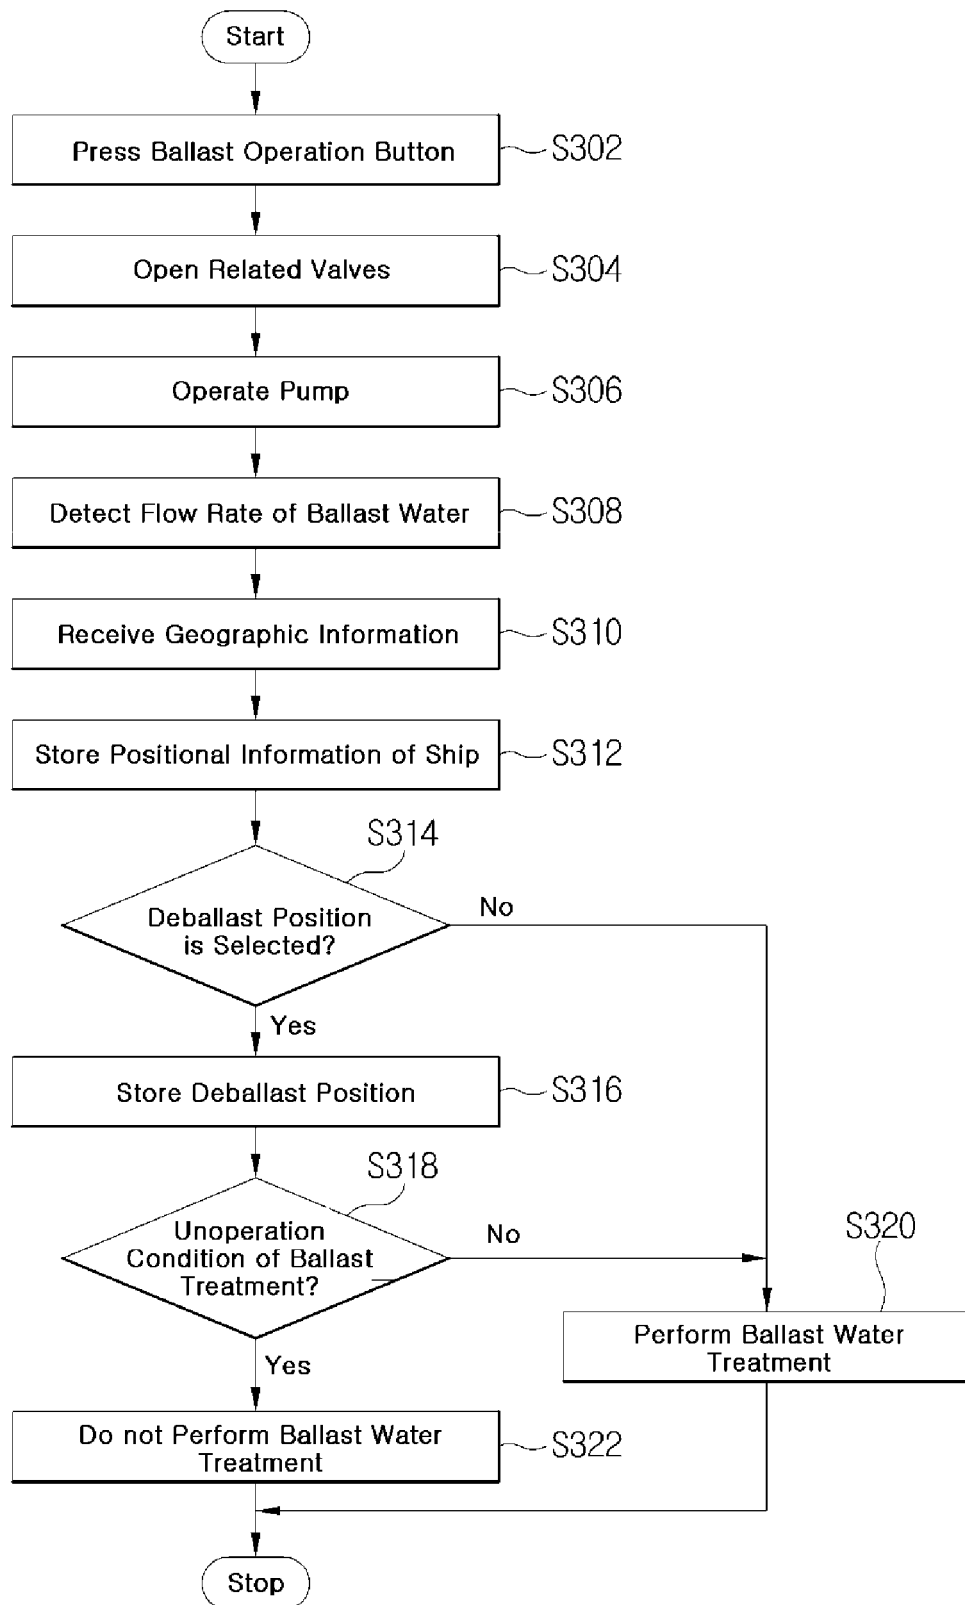 Start
Press Ballast Operation Button
S302
Open Related Valves
S304
Operate Pump
S306
Detect Flow Rate of Ballast Water
S308
Receive Geographic Information
S310
Store Positional Information of Ship
S312
S314
Deballast Position
is Selected?
No
Yes
Store Deballast Position
S316
S318
Unoperation
Condition of Ballast
Treatment?
No
Yes
S320
Perform Ballast Water
Treatment
Do not Perform Ballast Water
Treatment
S322
Stop